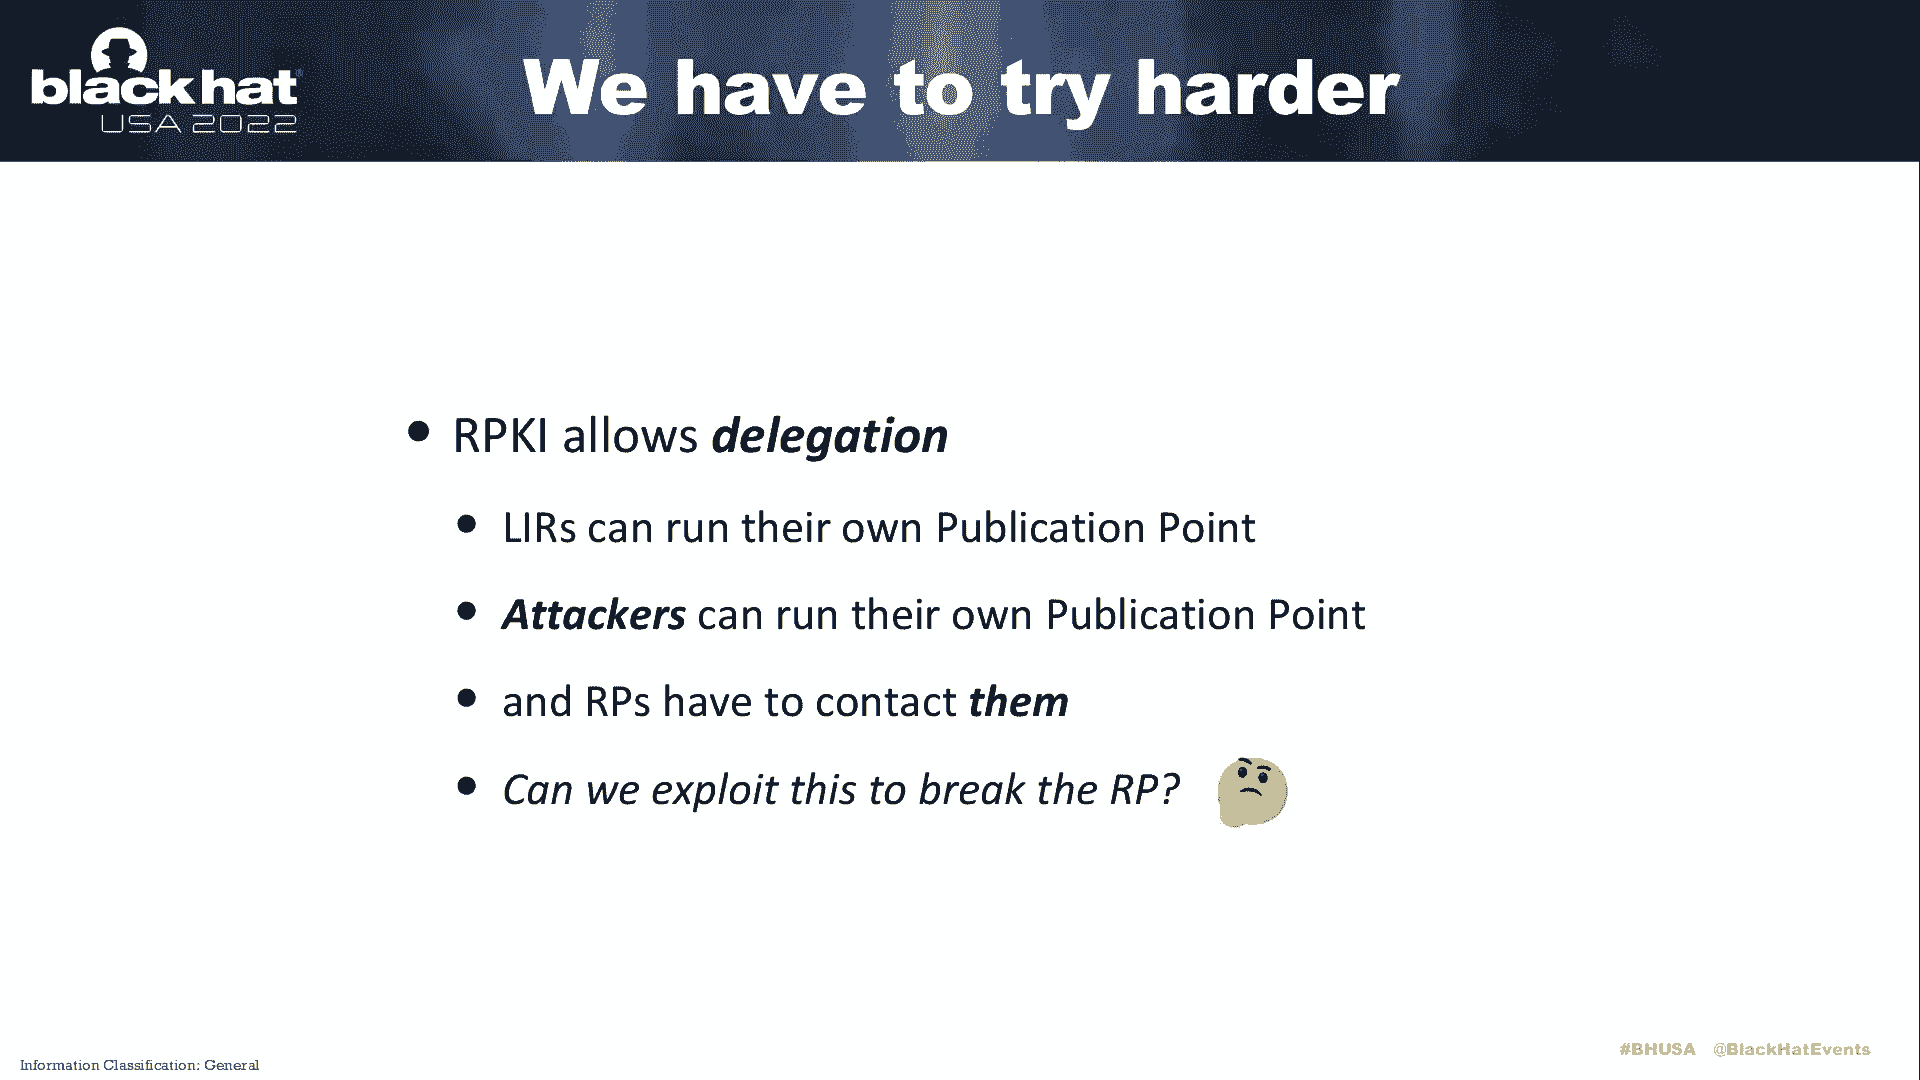 black hat
USA 2022
We have to try harder
• RPKI allows delegation
• LIRs can run their own Publication Point
• Attackers can run their own Publication Point
• and RPs have to contact them
• Can we exploit this to break the RP?
#BHUSA @BlackHatEvents
Information Classification: General